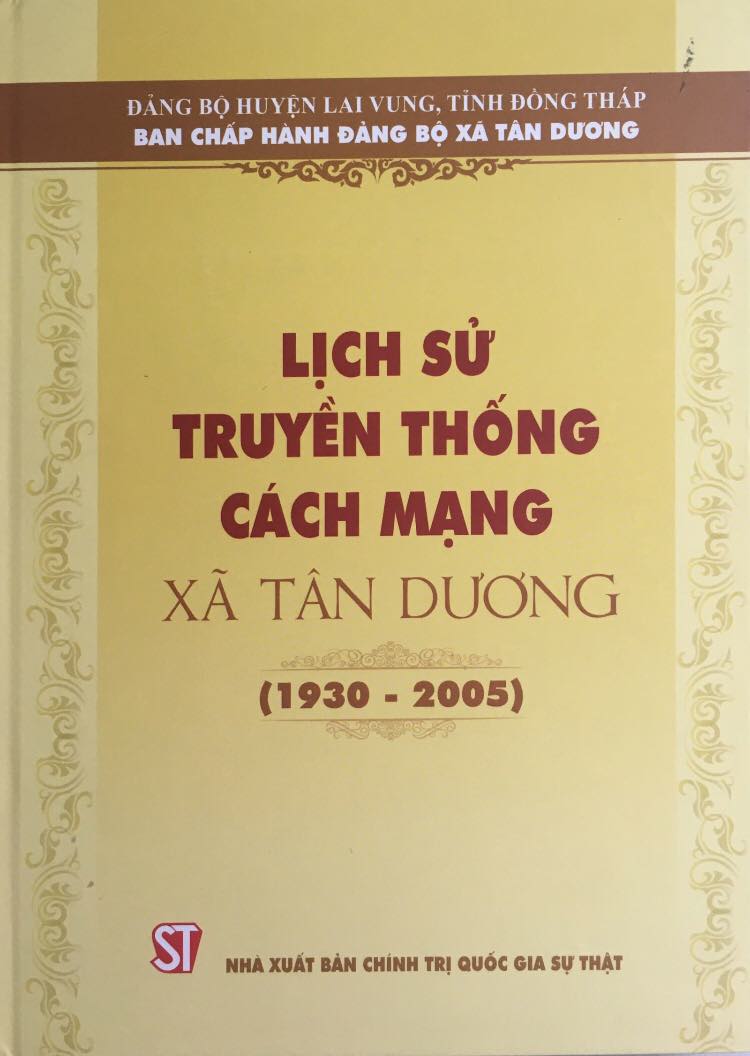 ĐẢNG BỘ HUYỆN LAI VUNG, TỈNH ĐỒNG THÁP
BAN CHẤP HÀNH ĐẢNG BỘ XÃ TÂN DƯƠNG
LỊCH SỬ
TRUYỀN THỐNG
CÁCH MẠNG
XÃ TÂN DƯƠNG
(1930 - 2005)
ST
NHÀ XUẤT BẢN CHÍNH TRỊ QUỐC GIA SỰ THẬT